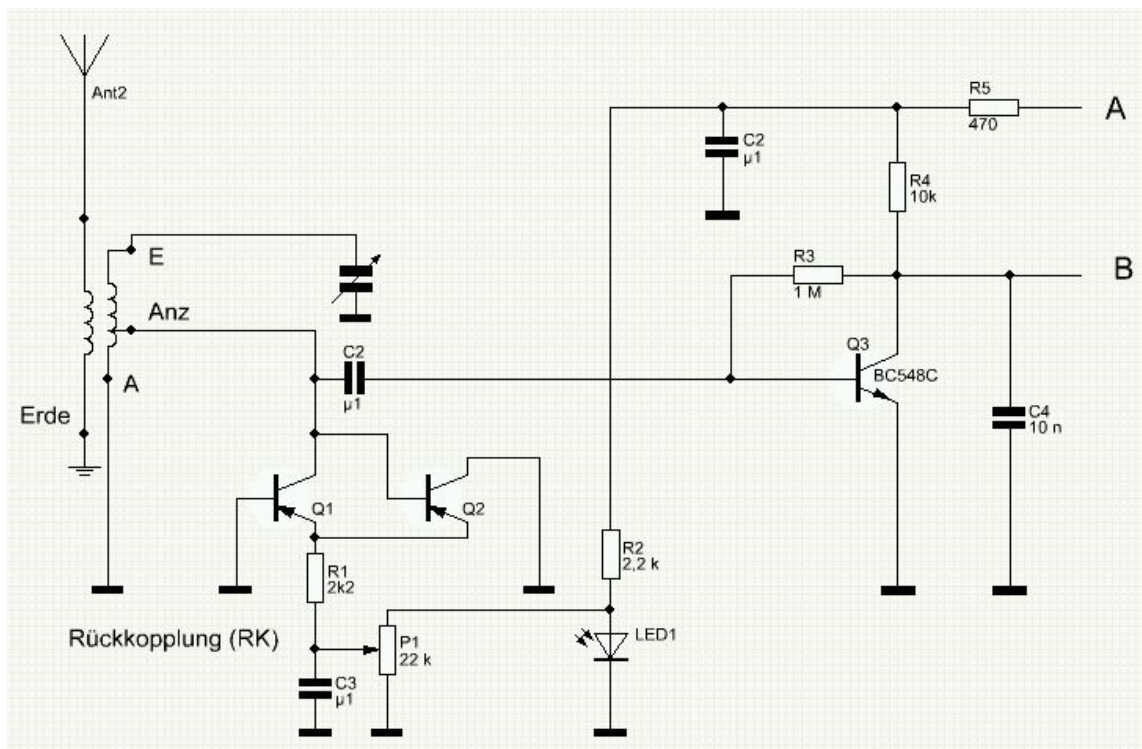 Ant2
R5
470
A
C2
µ1
R4
10k
E
R3
1 M
B
Anz
C2
µ1
Q3
BC548C
A
Erde
C4
10 n
Q1
Q2
R2
2,2 k
R1
2k2
Rückkopplung (RK)
P1
22 k
LED1
C3
µ1